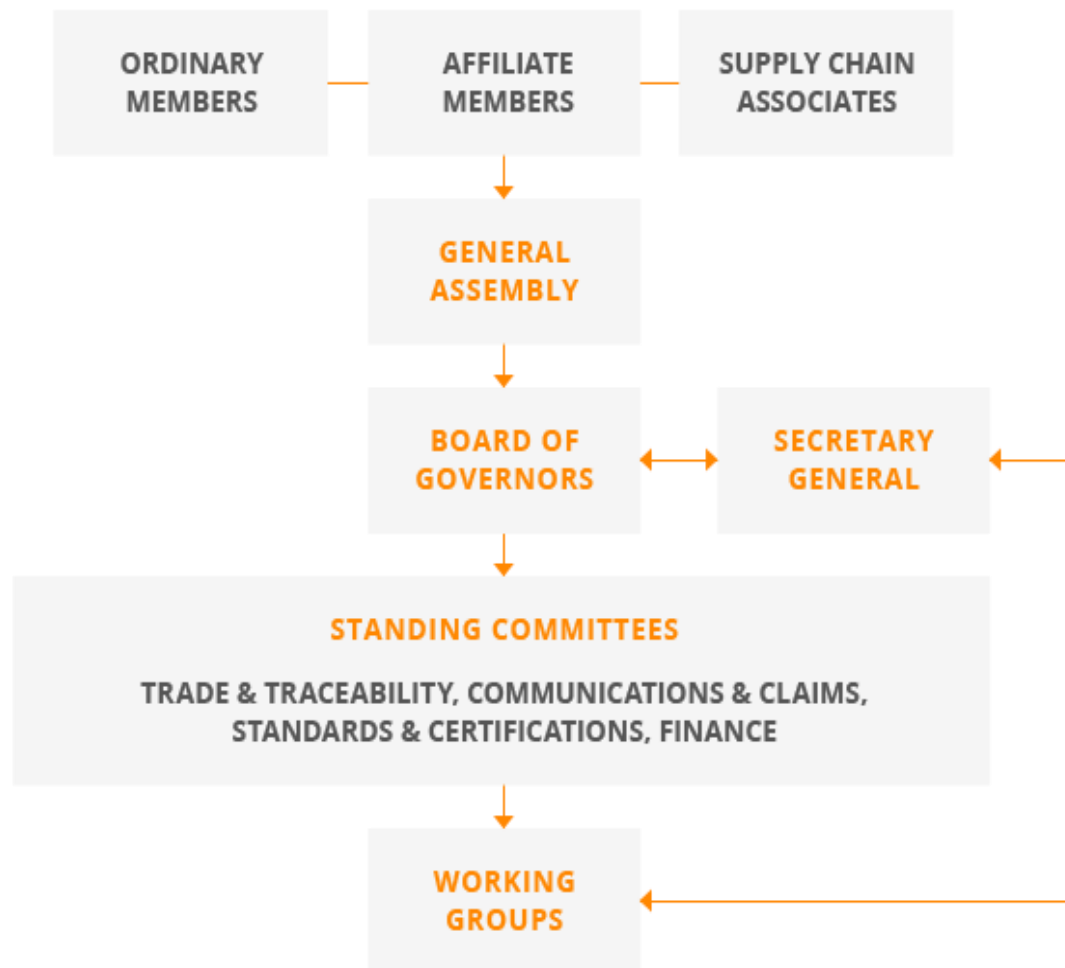 ORDINARY
MEMBERS
AFFILIATE
MEMBERS
SUPPLY CHAIN
ASSOCIATES
GENERAL
ASSEMBLY
BOARD OF
GOVERNORS
SECRETARY
GENERAL
STANDING COMMITTEES
TRADE & TRACEABILITY, COMMUNICATIONS & CLAIMS,
STANDARDS & CERTIFICATIONS, FINANCE
WORKING
GROUPS